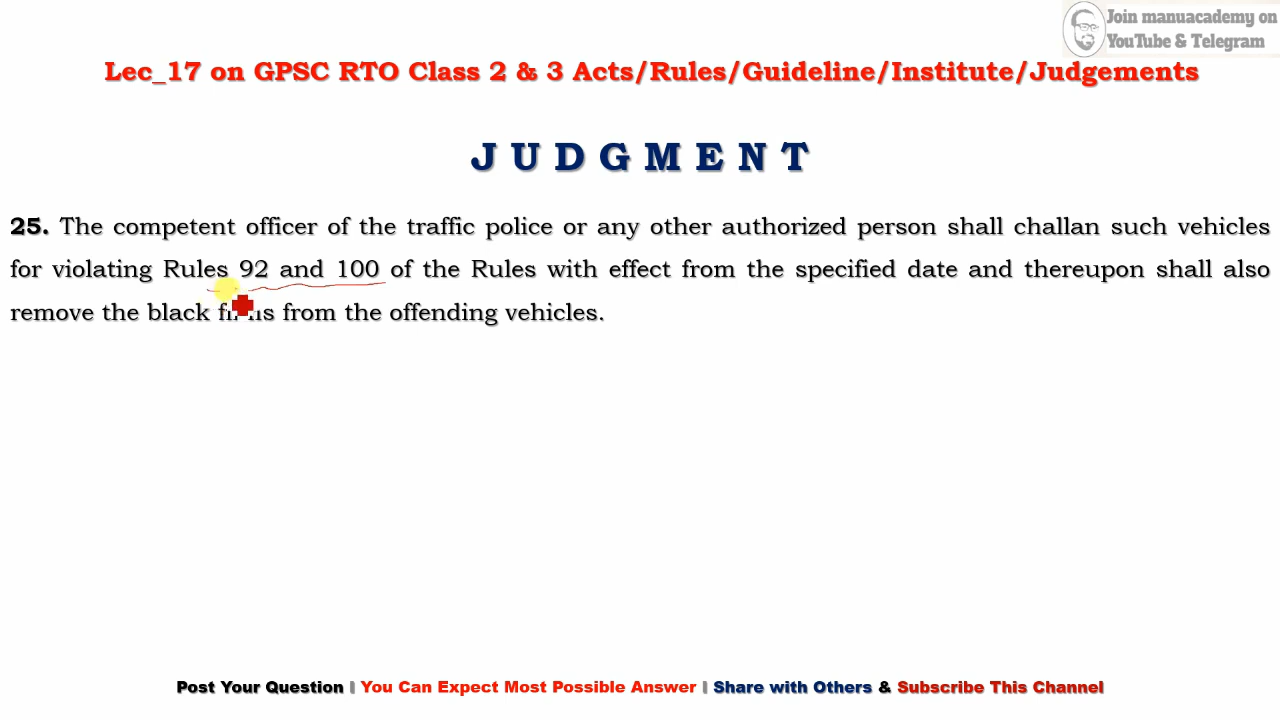 Join manuacademy on
YouTube & Telegram
Lec_17 on GPSC RTO Class 2 & 3 Acts/Rules/Guideline/Institute/Judgements
J U D G M E N T
25. The competent officer of the traffic police or any other authorized person shall challan such vehicles
for violating Rules 92 and 100 of the Rules with effect from the specified date and thereupon shall also
remove the black from the offending vehicles.
Post Your Question | You Can Expect Most Possible Answer | Share with Others & Subscribe This Channel